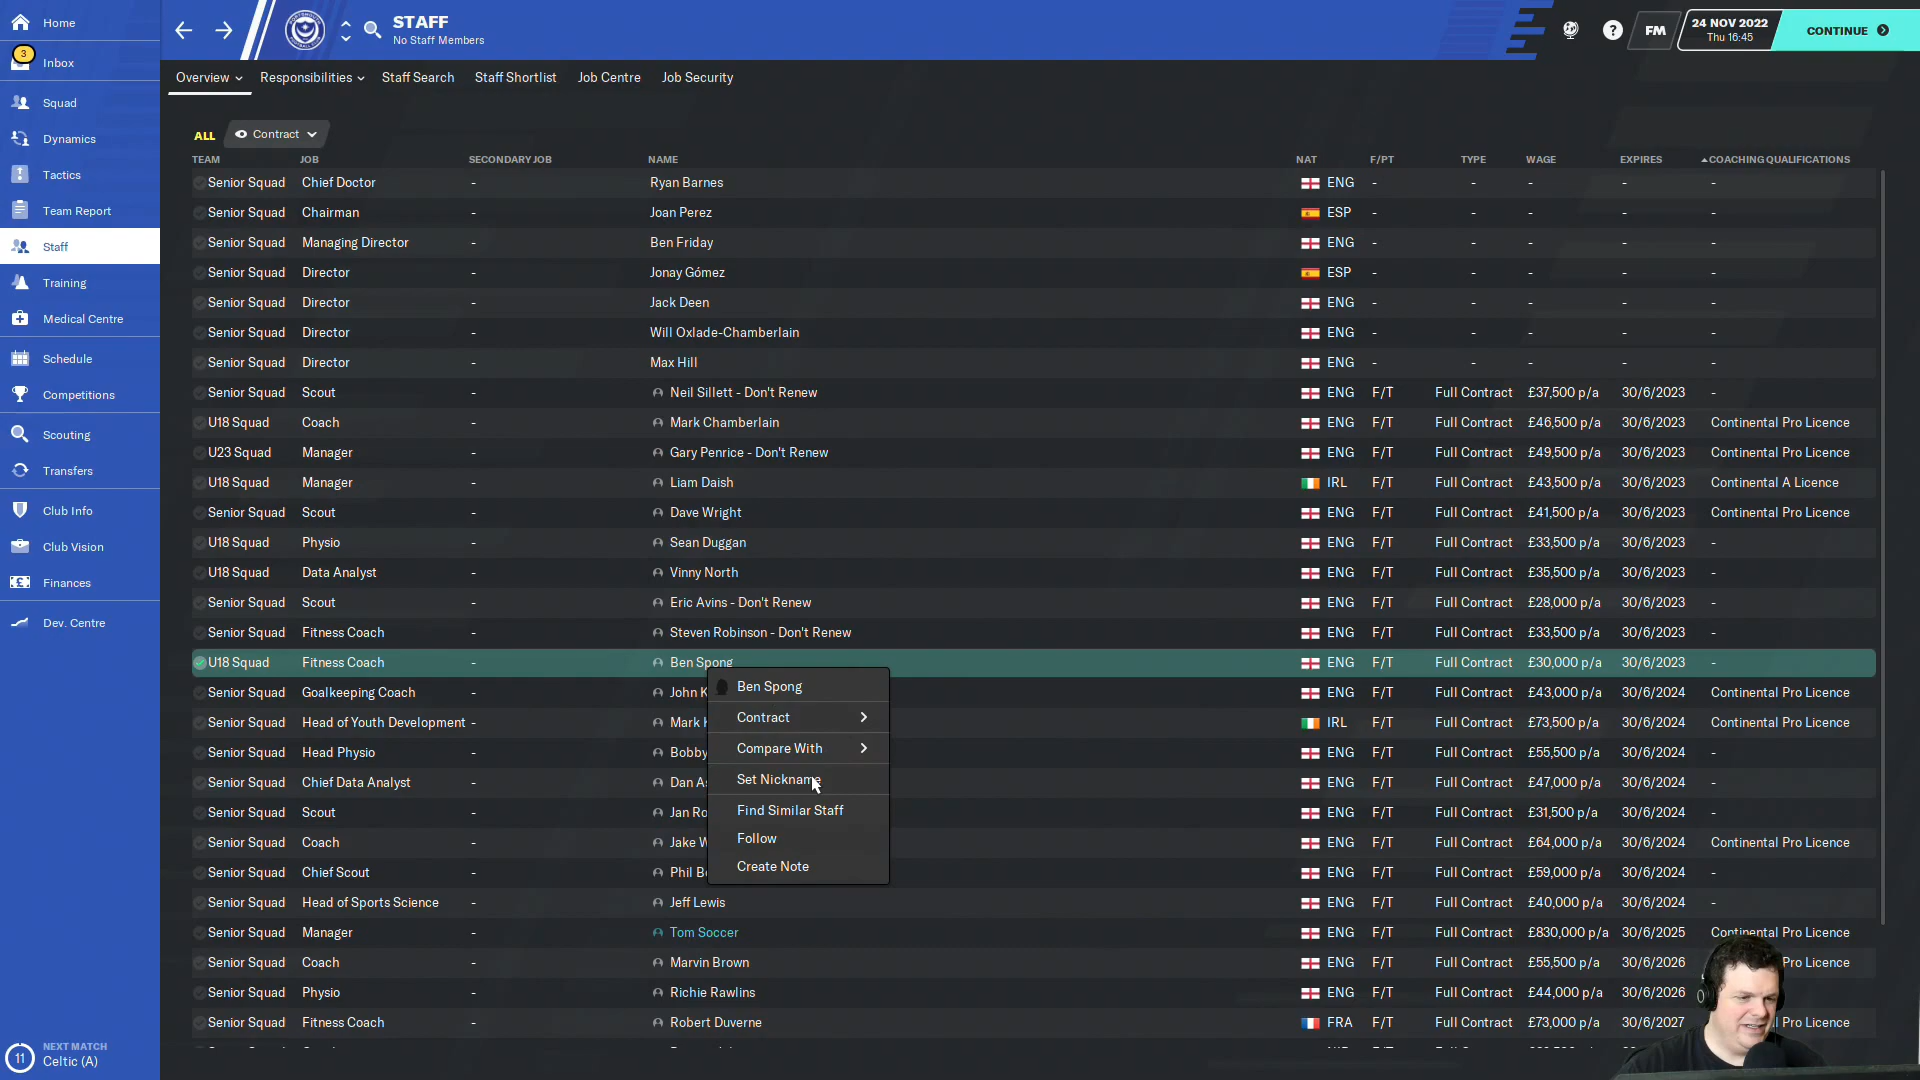 Home
3
Inbox
Squad
Dynamics
Tactics
Team Report
Staff
Training
Medical Centre
Schedule
Competitions
Scouting
Transfers
Club Info
Club Vision
Finances
Dev. Centre
11
NEXT MATCH
Celtic (A)
STAFF
No Staff Members
?
FM
24 NOV 2022
Thu 16:45
CONTINUE
Overview Responsibilities Staff Search Staff Shortlist Job Centre Job Security
ALL Contract
TEAM JOB SECONDARY JOB NAME NAT F/PT TYPE WAGE EXPIRES COACHING QUALIFICATIONS
Senior Squad Chief Doctor - Ryan Barnes ENG - - - - -
Senior Squad Chairman - Joan Perez ESP - - - - -
Senior Squad Managing Director - Ben Friday ENG - - - - -
Senior Squad Director - Jonay Gómez ESP - - - - -
Senior Squad Director - Jack Deen ENG - - - - -
Senior Squad Director - Will Oxlade-Chamberlain ENG - - - - -
Senior Squad Director - Max Hill ENG - - - - -
Senior Squad Scout - Neil Sillett - Don't Renew ENG F/T Full Contract £37,500 p/a 30/6/2023 -
U18 Squad Coach - Mark Chamberlain ENG F/T Full Contract £46,500 p/a 30/6/2023 Continental Pro Licence
U23 Squad Manager - Gary Penrice - Don't Renew ENG F/T Full Contract £49,500 p/a 30/6/2023 Continental Pro Licence
U18 Squad Manager - Liam Daish IRL F/T Full Contract £43,500 p/a 30/6/2023 Continental A Licence
Senior Squad Scout - Dave Wright ENG F/T Full Contract £41,500 p/a 30/6/2023 Continental Pro Licence
U18 Squad Physio - Sean Duggan ENG F/T Full Contract £33,500 p/a 30/6/2023 -
U18 Squad Data Analyst - Vinny North ENG F/T Full Contract £35,500 p/a 30/6/2023 -
Senior Squad Scout - Eric Avins - Don't Renew ENG F/T Full Contract £28,000 p/a 30/6/2023 -
Senior Squad Fitness Coach - Steven Robinson - Don't Renew ENG F/T Full Contract £33,500 p/a 30/6/2023 -
U18 Squad Fitness Coach - Ben Spong ENG F/T Full Contract £30,000 p/a 30/6/2023 -
Senior Squad Goalkeeping Coach - John ENG F/T Full Contract £43,000 p/a 30/6/2024 Continental Pro Licence
Senior Squad Head of Youth Development - Mark IRL F/T Full Contract £73,500 p/a 30/6/2024 Continental Pro Licence
Senior Squad Head Physio - Bobby ENG F/T Full Contract £55,500 p/a 30/6/2024 -
Senior Squad Chief Data Analyst - Dan ENG F/T Full Contract £47,000 p/a 30/6/2024 -
Senior Squad Scout - Jan ENG F/T Full Contract £31,500 p/a 30/6/2024 -
Senior Squad Coach - Jake ENG F/T Full Contract £64,000 p/a 30/6/2024 Continental Pro Licence
Senior Squad Chief Scout - Phil ENG F/T Full Contract £59,000 p/a 30/6/2024 -
Senior Squad Head of Sports Science - Jeff Lewis ENG F/T Full Contract £40,000 p/a 30/6/2024 -
Senior Squad Manager - Tom Soccer ENG F/T Full Contract £830,000 p/a 30/6/2025 Continental Pro Licence
Senior Squad Coach - Marvin Brown ENG F/T Full Contract £55,500 p/a 30/6/2026 Pro Licence
Senior Squad Physio - Richie Rawlins ENG F/T Full Contract £44,000 p/a 30/6/2026
Senior Squad Fitness Coach - Robert Duverne FRA F/T Full Contract £73,000 p/a 30/6/2027 Pro Licence
Ben Spong
Contract
Compare With
Set Nickname
Find Similar Staff
Follow
Create Note